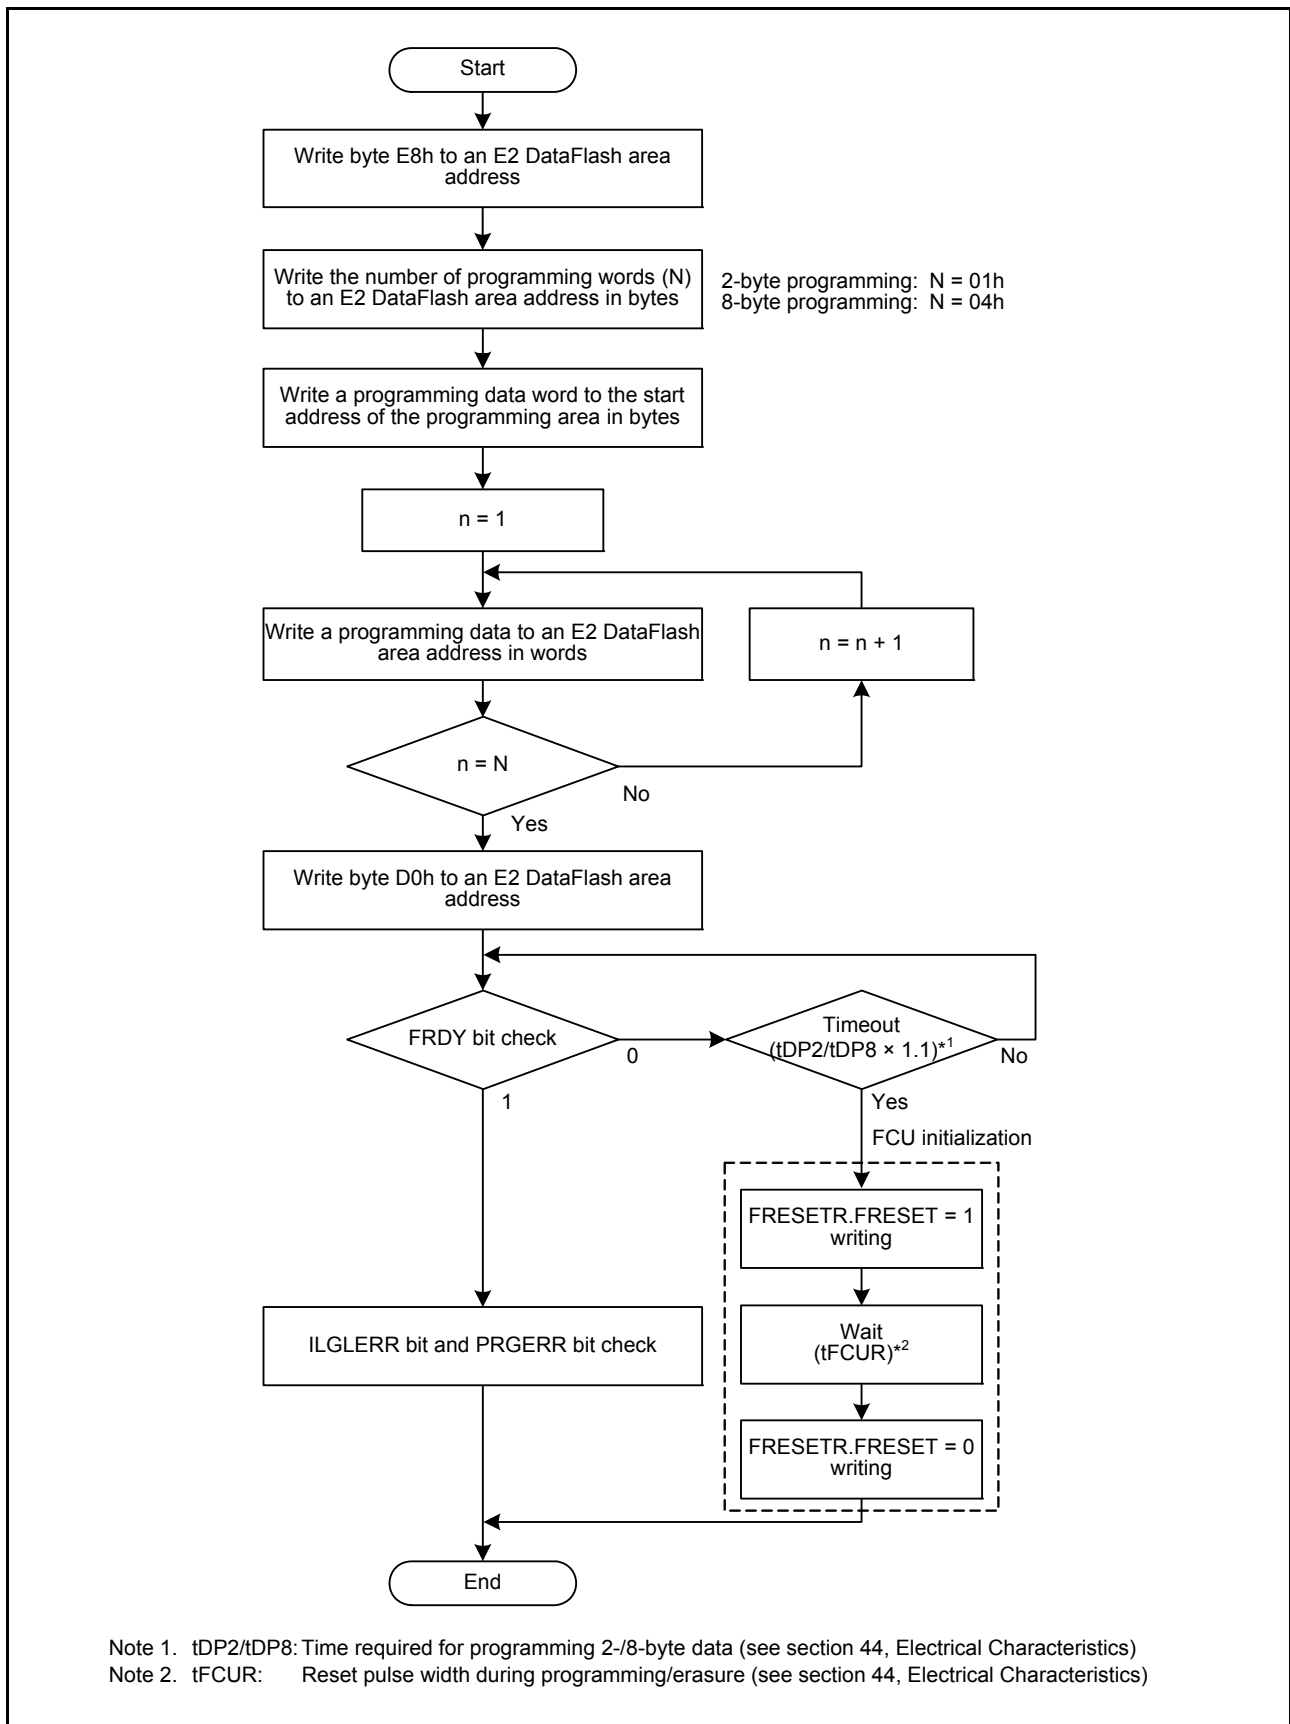 Start
Write byte E8h to an E2 DataFlash area
address
Write the number of programming words (N)
to an E2 DataFlash area address in bytes
2-byte programming: N = 01h
8-byte programming: N = 04h
Write a programming data word to the start
address of the programming area in bytes
n = 1
Write a programming data to an E2 DataFlash
area address in words
n = n + 1
n = N
No
Yes
Write byte D0h to an E2 DataFlash area
address
FRDY bit check
0
1
Timeout
(tDP2/tDP8 × 1.1)*1
No
Yes
FCU initialization
FRESETR.FRESET = 1
writing
Wait
(tFCUR)*2
FRESETR.FRESET = 0
writing
ILGLERR bit and PRGERR bit check
End
Note 1. tDP2/tDP8: Time required for programming 2-/8-byte data (see section 44, Electrical Characteristics)
Note 2. tFCUR: Reset pulse width during programming/erasure (see section 44, Electrical Characteristics)